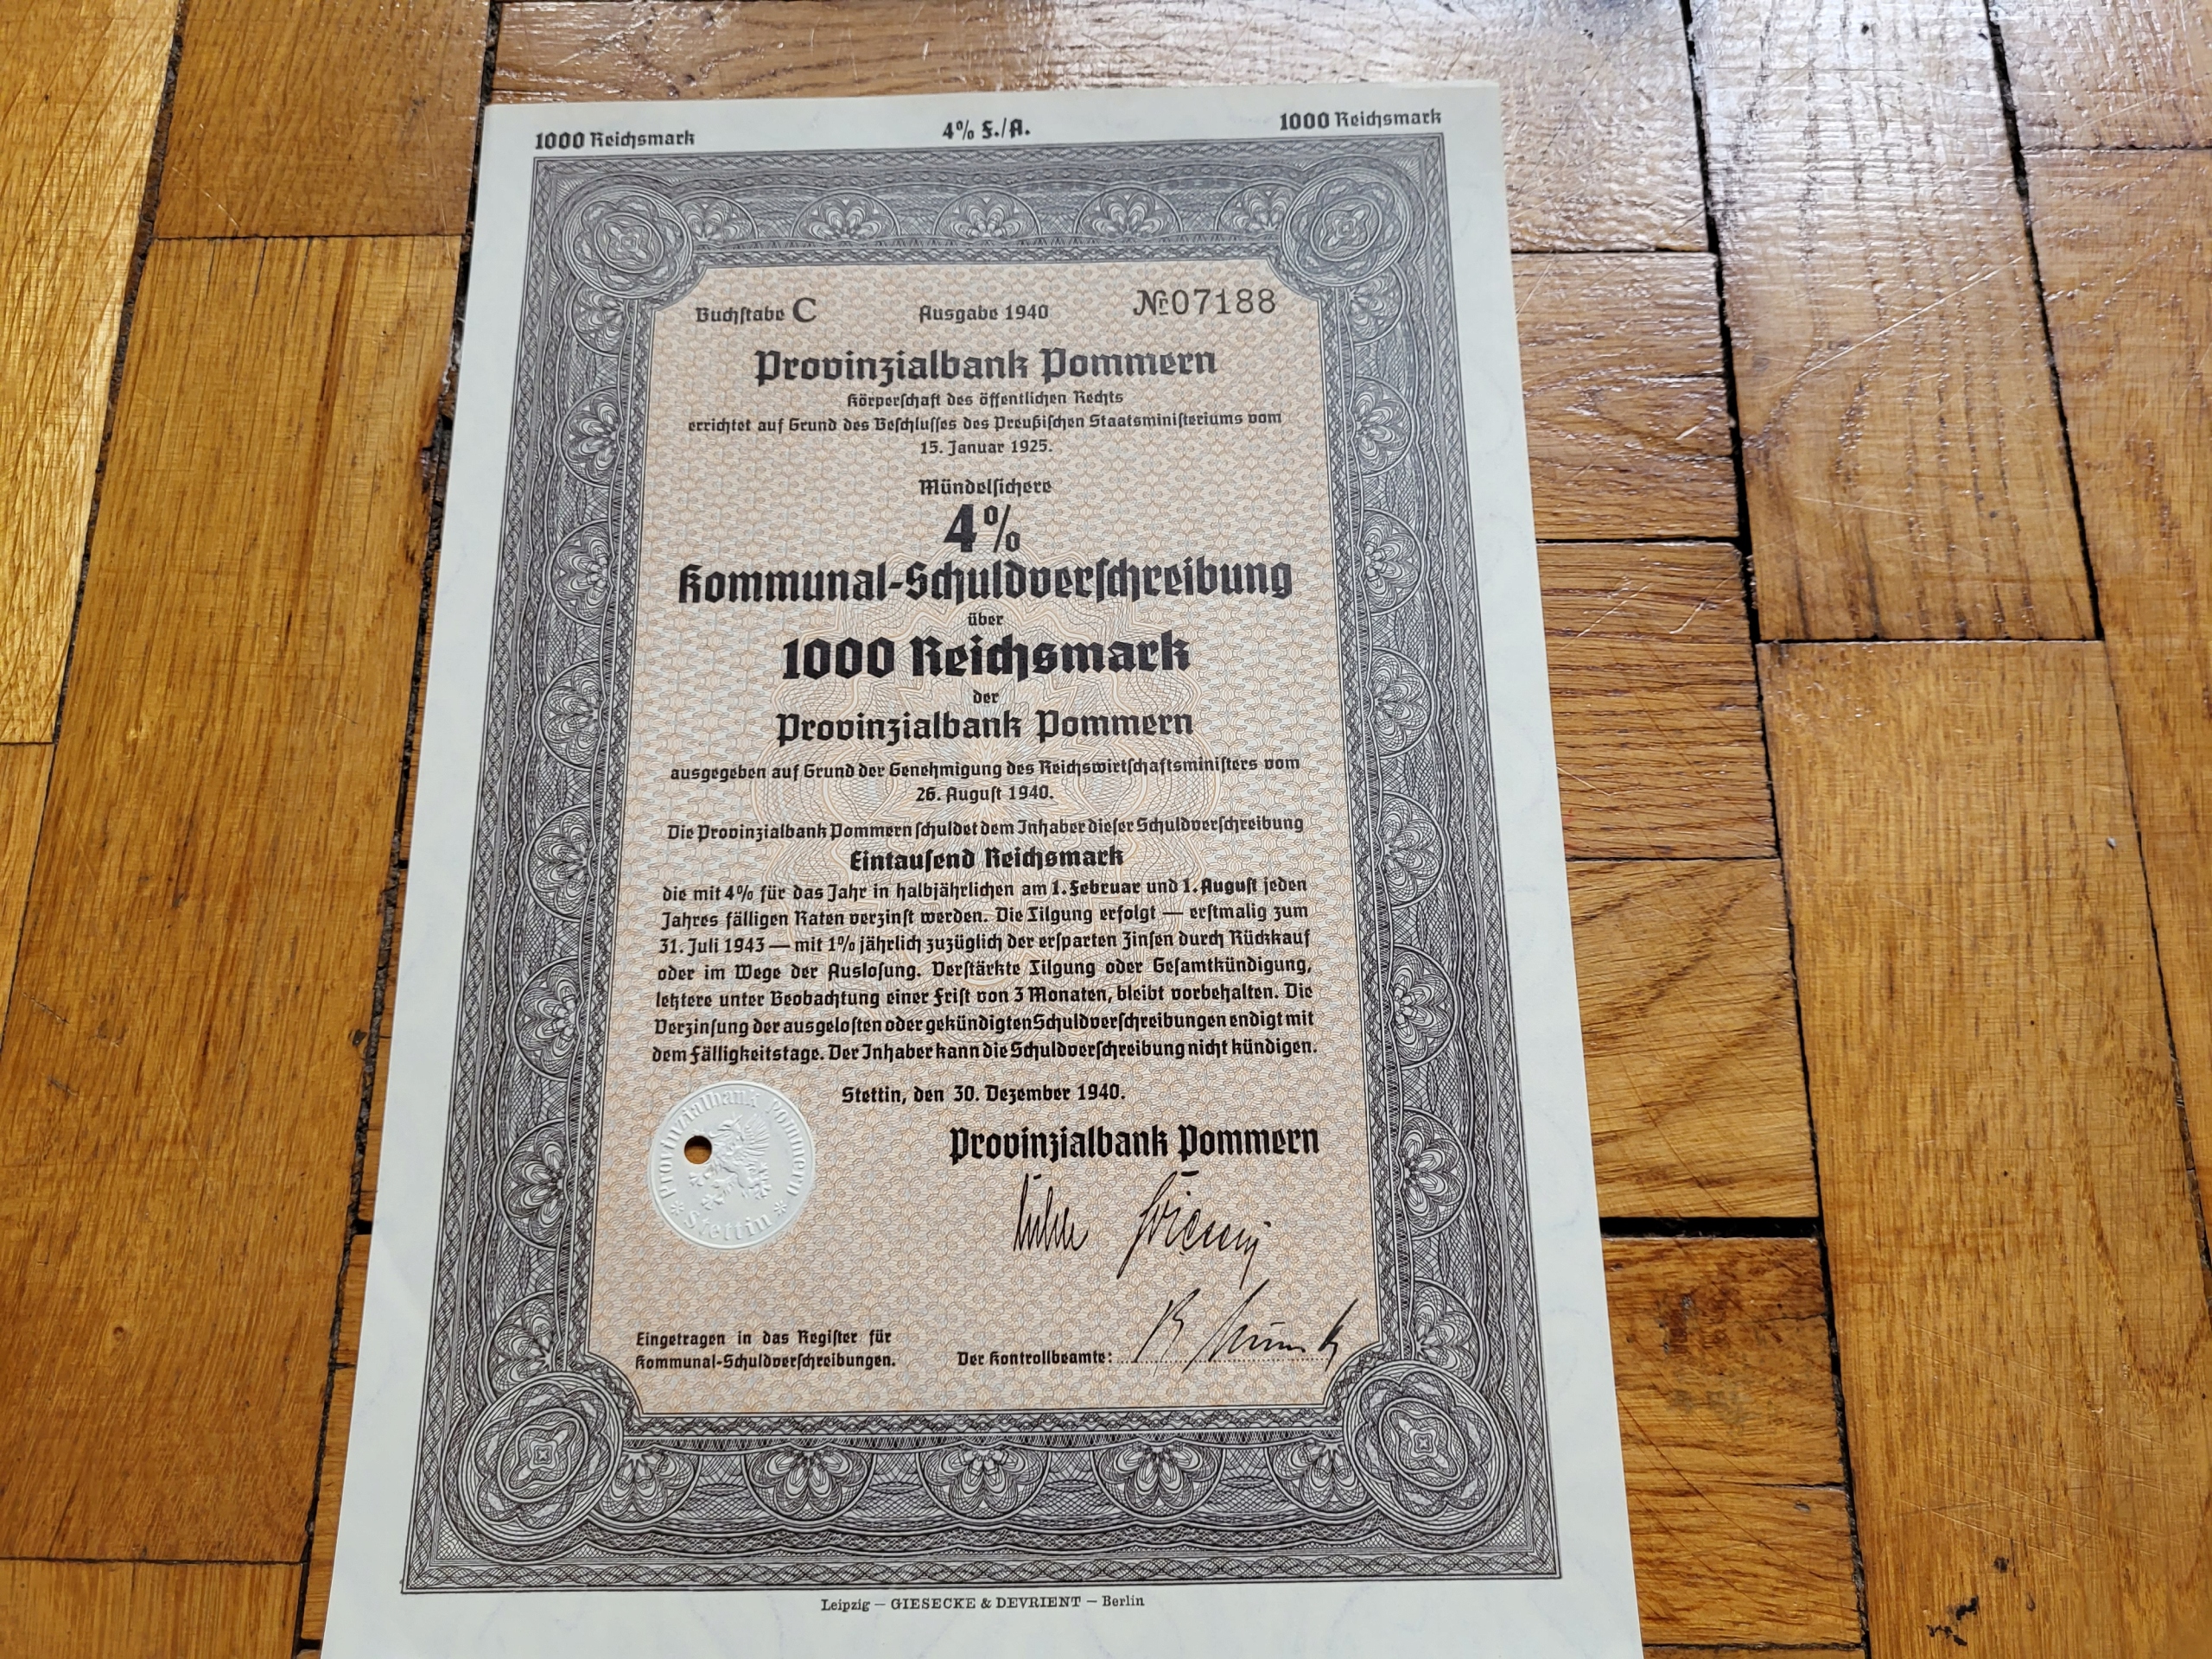 1000 Reichsmark
4% F./A.
1000 Reichsmark
Buchstabe C
Ausgabe 1940
№ 07188
Provinzialbank Pommern
Körperschaft des öffentlichen Rechts
errichtet auf Grund des Beschlusses des Preußischen Staatsministeriums vom
15. Januar 1925.
Mündelsichere
4%
Kommunal-Schuldverschreibung
über
1000 Reichsmark
der
Provinzialbank Pommern
ausgegeben auf Grund der Genehmigung des Reichswirtschaftsministers vom
26. August 1940.
Die Provinzialbank Pommern schuldet dem Inhaber dieser Schuldverschreibung
Eintausend Reichsmark
die mit 4% für das Jahr in halbjährlichen am 1. Februar und 1. August jeden
Jahres fälligen Raten verzinst werden. Die Tilgung erfolgt — erstmalig zum
31. Juli 1943 — mit 1% jährlich zuzüglich der ersparten Zinsen durch Rückkauf
oder im Wege der Auslosung. Verstärkte Tilgung oder Gesamtkündigung,
letztere unter Beobachtung einer Frist von 3 Monaten, bleibt vorbehalten. Die
Verzinsung der ausgelosten oder gekündigten Schuldverschreibungen endigt mit
dem Fälligkeitstage. Der Inhaber kann die Schuldverschreibung nicht kündigen.
Stettin, den 30. Dezember 1940.
Provinzialbank Pommern
Provinzialbank Pommern
* Stettin *
Eingetragen in das Register für
Kommunal-Schuldverschreibungen.
Der Kontrollbeamte:
Leipzig — GIESECKE & DEVRIENT — Berlin